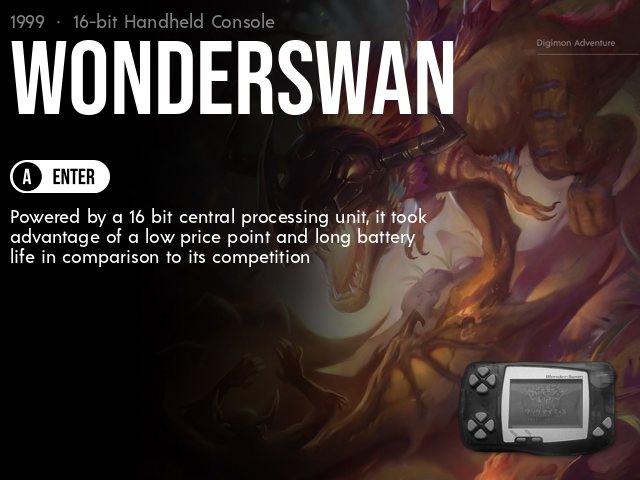 1999 · 16-bit Handheld Console
WONDERSWAN
Digimon Adventure
A ENTER
Powered by a 16 bit central processing unit, it took
advantage of a low price point and long battery
life in comparison to its competition
WonderSwan